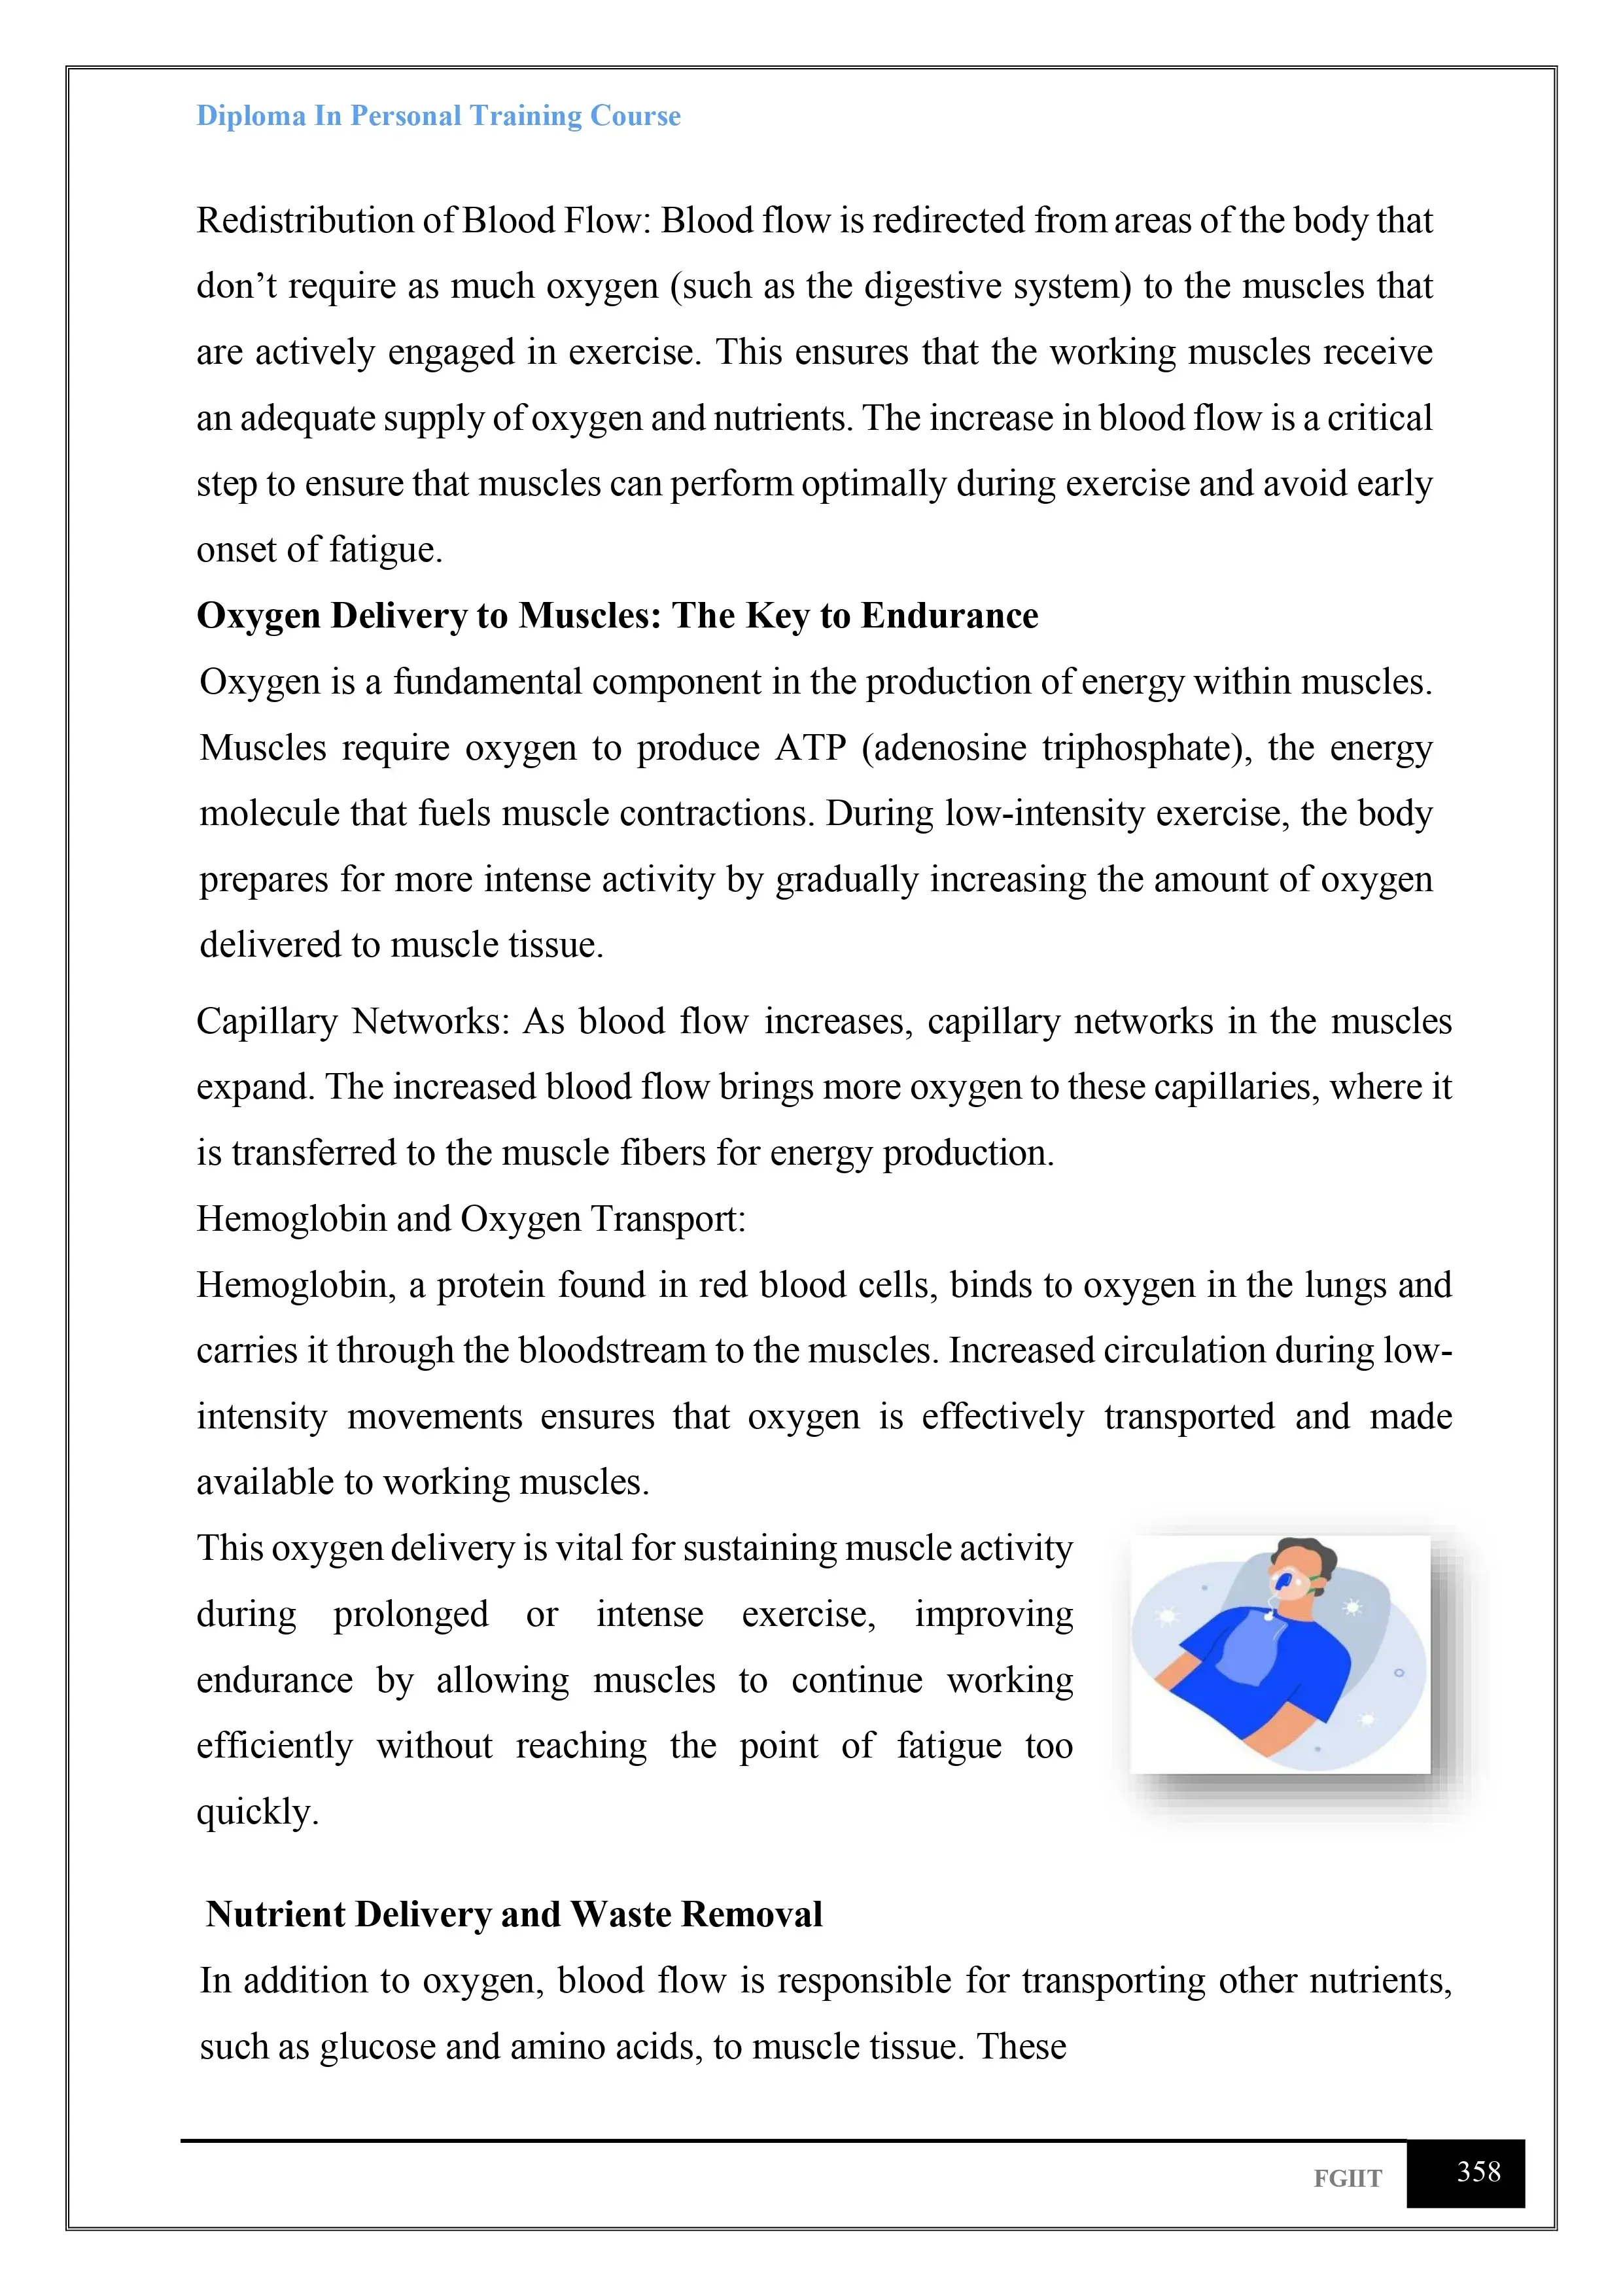 Diploma In Personal Training Course
Redistribution of Blood Flow: Blood flow is redirected from areas of the body that
don’t require as much oxygen (such as the digestive system) to the muscles that
are actively engaged in exercise. This ensures that the working muscles receive
an adequate supply of oxygen and nutrients. The increase in blood flow is a critical
step to ensure that muscles can perform optimally during exercise and avoid early
onset of fatigue.
Oxygen Delivery to Muscles: The Key to Endurance
Oxygen is a fundamental component in the production of energy within muscles.
Muscles require oxygen to produce ATP (adenosine triphosphate), the energy
molecule that fuels muscle contractions. During low-intensity exercise, the body
prepares for more intense activity by gradually increasing the amount of oxygen
delivered to muscle tissue.
Capillary Networks: As blood flow increases, capillary networks in the muscles
expand. The increased blood flow brings more oxygen to these capillaries, where it
is transferred to the muscle fibers for energy production.
Hemoglobin and Oxygen Transport:
Hemoglobin, a protein found in red blood cells, binds to oxygen in the lungs and
carries it through the bloodstream to the muscles. Increased circulation during low-
intensity movements ensures that oxygen is effectively transported and made
available to working muscles.
This oxygen delivery is vital for sustaining muscle activity
during prolonged or intense exercise, improving
endurance by allowing muscles to continue working
efficiently without reaching the point of fatigue too
quickly.
Nutrient Delivery and Waste Removal
In addition to oxygen, blood flow is responsible for transporting other nutrients,
such as glucose and amino acids, to muscle tissue. These
FGIIT
358